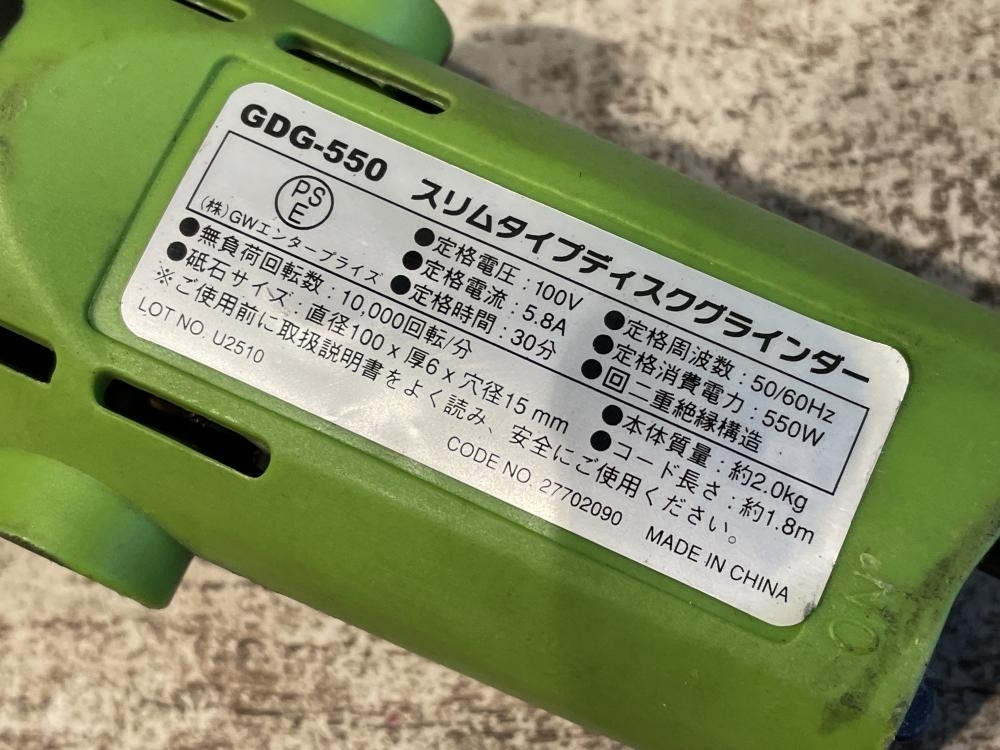 GDG-550 スリムタイプディスクグラインダー
PS
E
(株)GWエンタープライズ
●定格電圧：100V ●定格周波数：50/60Hz
●定格電流：5.8A ●定格消費電力：550W
●定格時間：30分 ●回 二重絶縁構造
●無負荷回転数：10,000回転/分 ●本体質量：約2.0kg
●砥石サイズ：直径100 x 厚6 x 穴径15 mm ●コード長さ：約1.8m
※ご使用前に取扱説明書をよく読み、安全にご使用ください。
LOT NO. U2510 CODE NO. 27702090 MADE IN CHINA
ON